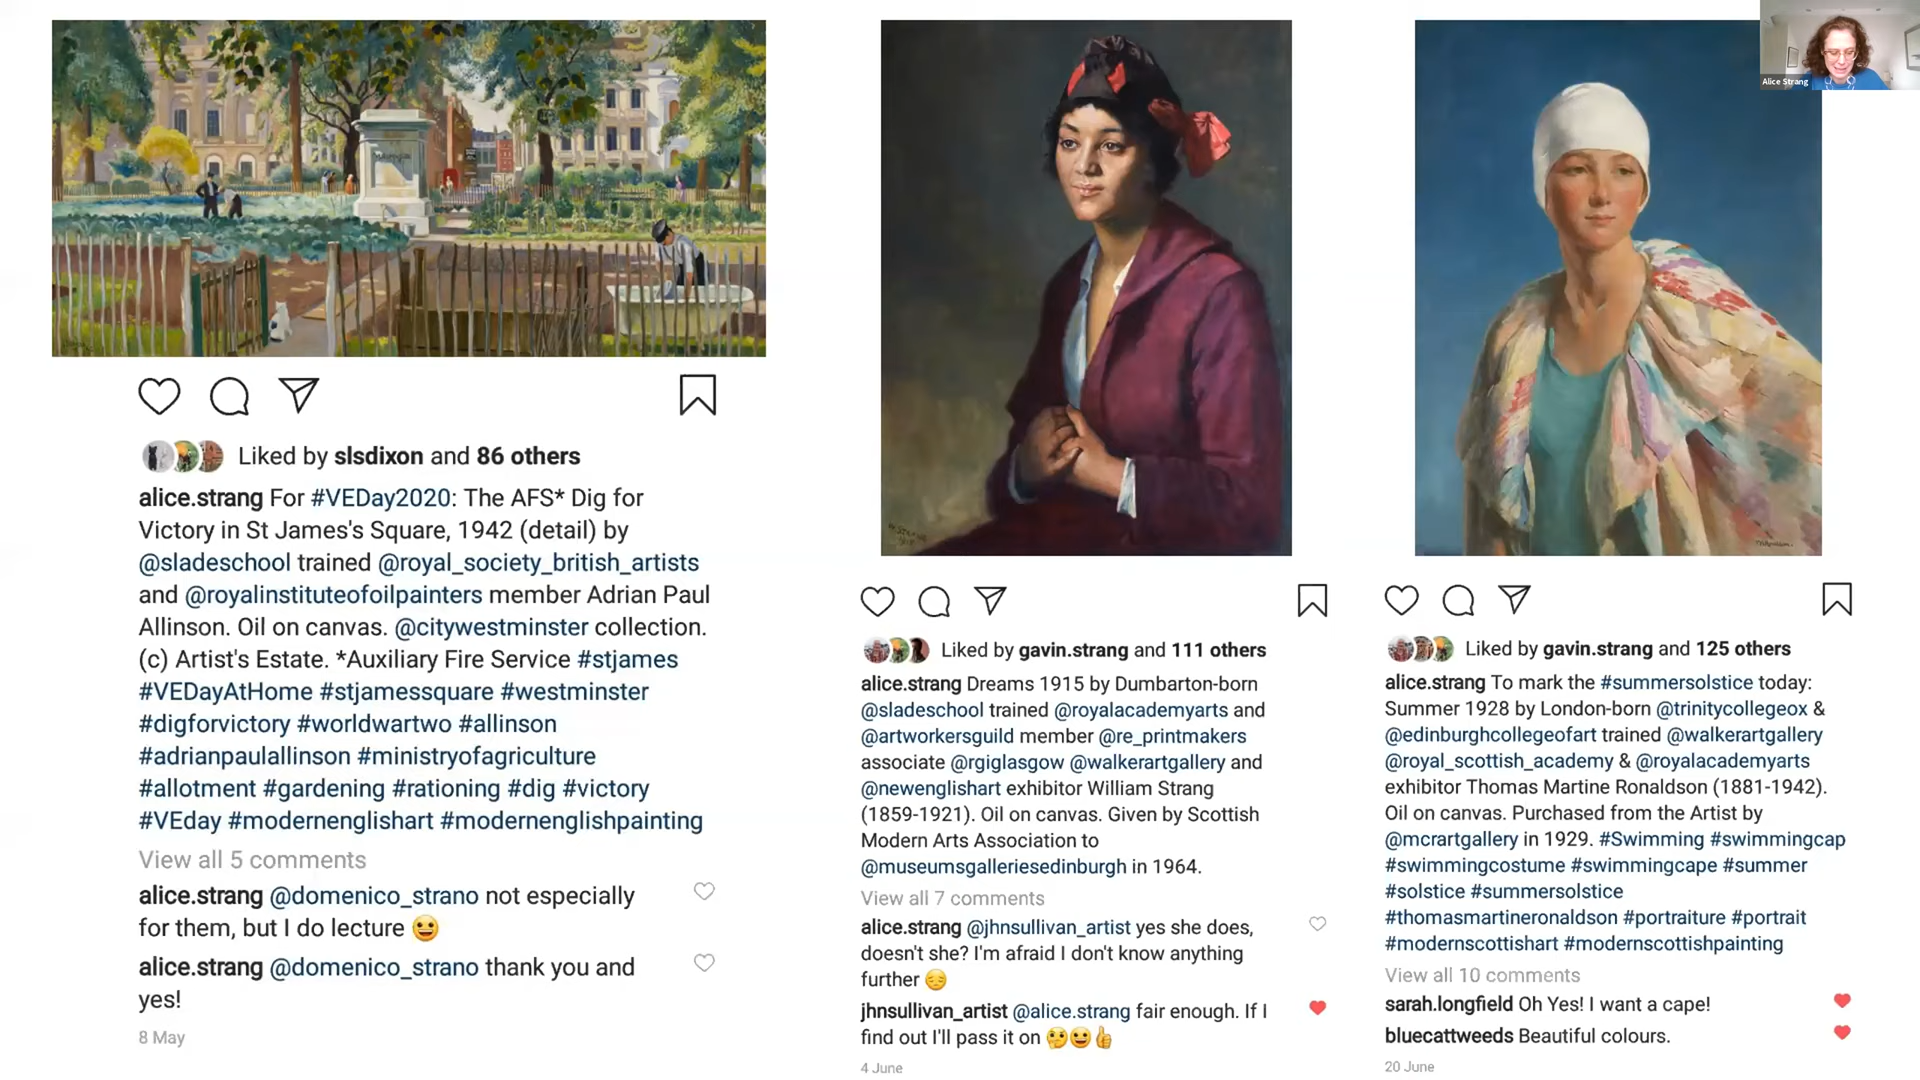 Alice Strang
Liked by slsdixon and 86 others
alice.strang For #VEDay2020: The AFS* Dig for
Victory in St James's Square, 1942 (detail) by
@sladeschool trained @royal_society_british_artists
and @royalinstituteofoilpainters member Adrian Paul
Allinson. Oil on canvas. @citywestminster collection.
(c) Artist's Estate. *Auxiliary Fire Service #stjames
#VEDayAtHome #stjamessquare #westminster
#digforvictory #worldwartwo #allinson
#adrianpaulallinson #ministryofagriculture
#allotment #gardening #rationing #dig #victory
#VEday #modernenglishart #modernenglishpainting
View all 5 comments
alice.strang @domenico_strano not especially
for them, but I do lecture 😀
alice.strang @domenico_strano thank you and
yes!
8 May
Liked by gavin.strang and 111 others
alice.strang Dreams 1915 by Dumbarton-born
@sladeschool trained @royalacademyarts and
@artworkersguild member @re_printmakers
associate @rgiglasgow @walkerartgallery and
@newenglishart exhibitor William Strang
(1859-1921). Oil on canvas. Given by Scottish
Modern Arts Association to
@museumsgalleriesedinburgh in 1964.
View all 7 comments
alice.strang @jhnsullivan_artist yes she does,
doesn't she? I'm afraid I don't know anything
further 😔
jhnsullivan_artist @alice.strang fair enough. If I
find out I'll pass it on 🤔😀👍
4 June
Liked by gavin.strang and 125 others
alice.strang To mark the #summersolstice today:
Summer 1928 by London-born @trinitycollegeox &
@edinburghcollegeofart trained @walkerartgallery
@royal_scottish_academy & @royalacademyarts
exhibitor Thomas Martine Ronaldson (1881-1942).
Oil on canvas. Purchased from the Artist by
@mcrartgallery in 1929. #Swimming #swimmingcap
#swimmingcostume #swimmingcape #summer
#solstice #summersolstice
#thomasmartineronaldson #portraiture #portrait
#modernscottishart #modernscottishpainting
View all 10 comments
sarah.longfield Oh Yes! I want a cape!
bluecattweeds Beautiful colours.
20 June